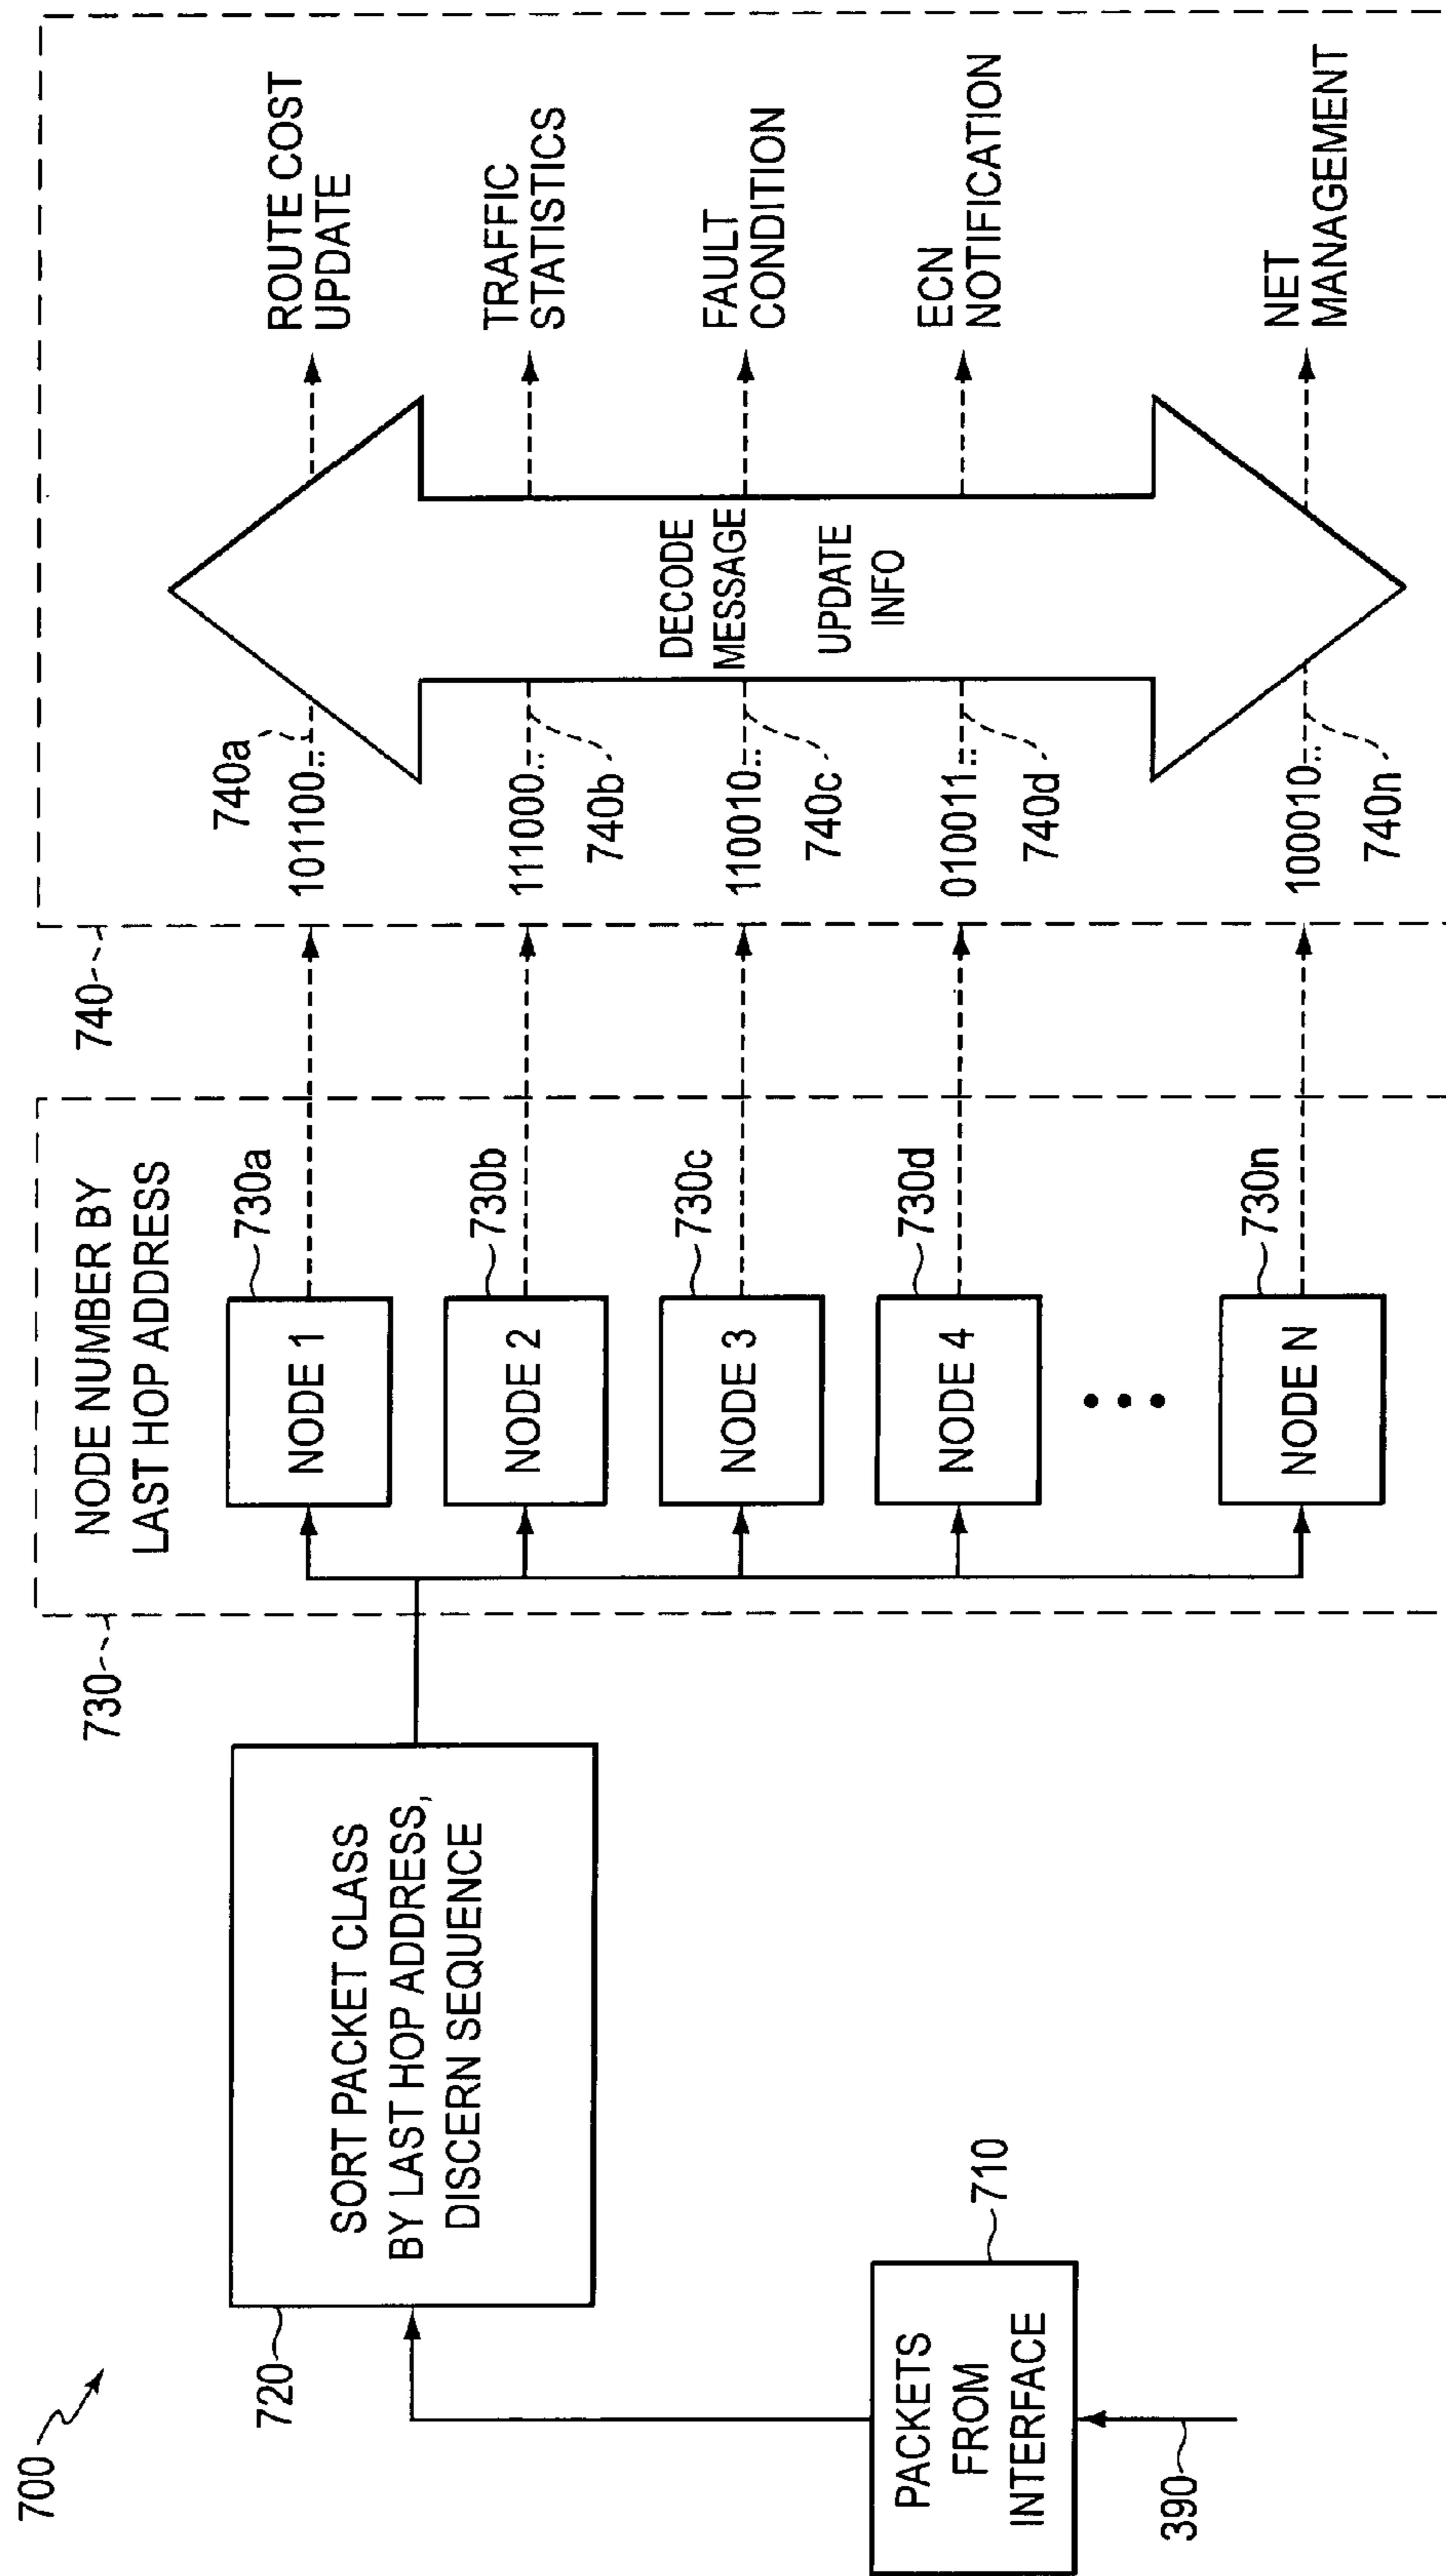 700
390
710
PACKETS
FROM
INTERFACE
720
SORT PACKET CLASS
BY LAST HOP ADDRESS,
DISCERN SEQUENCE
730
NODE NUMBER BY
LAST HOP ADDRESS
730a
NODE 1
730b
NODE 2
730c
NODE 3
730d
NODE 4
730n
NODE N
740
740a
101100..
111000..
740b
110010..
740c
010011..
740d
100010..
740n
DECODE
MESSAGE
UPDATE
INFO
ROUTE COST
UPDATE
TRAFFIC
STATISTICS
FAULT
CONDITION
ECN
NOTIFICATION
NET
MANAGEMENT